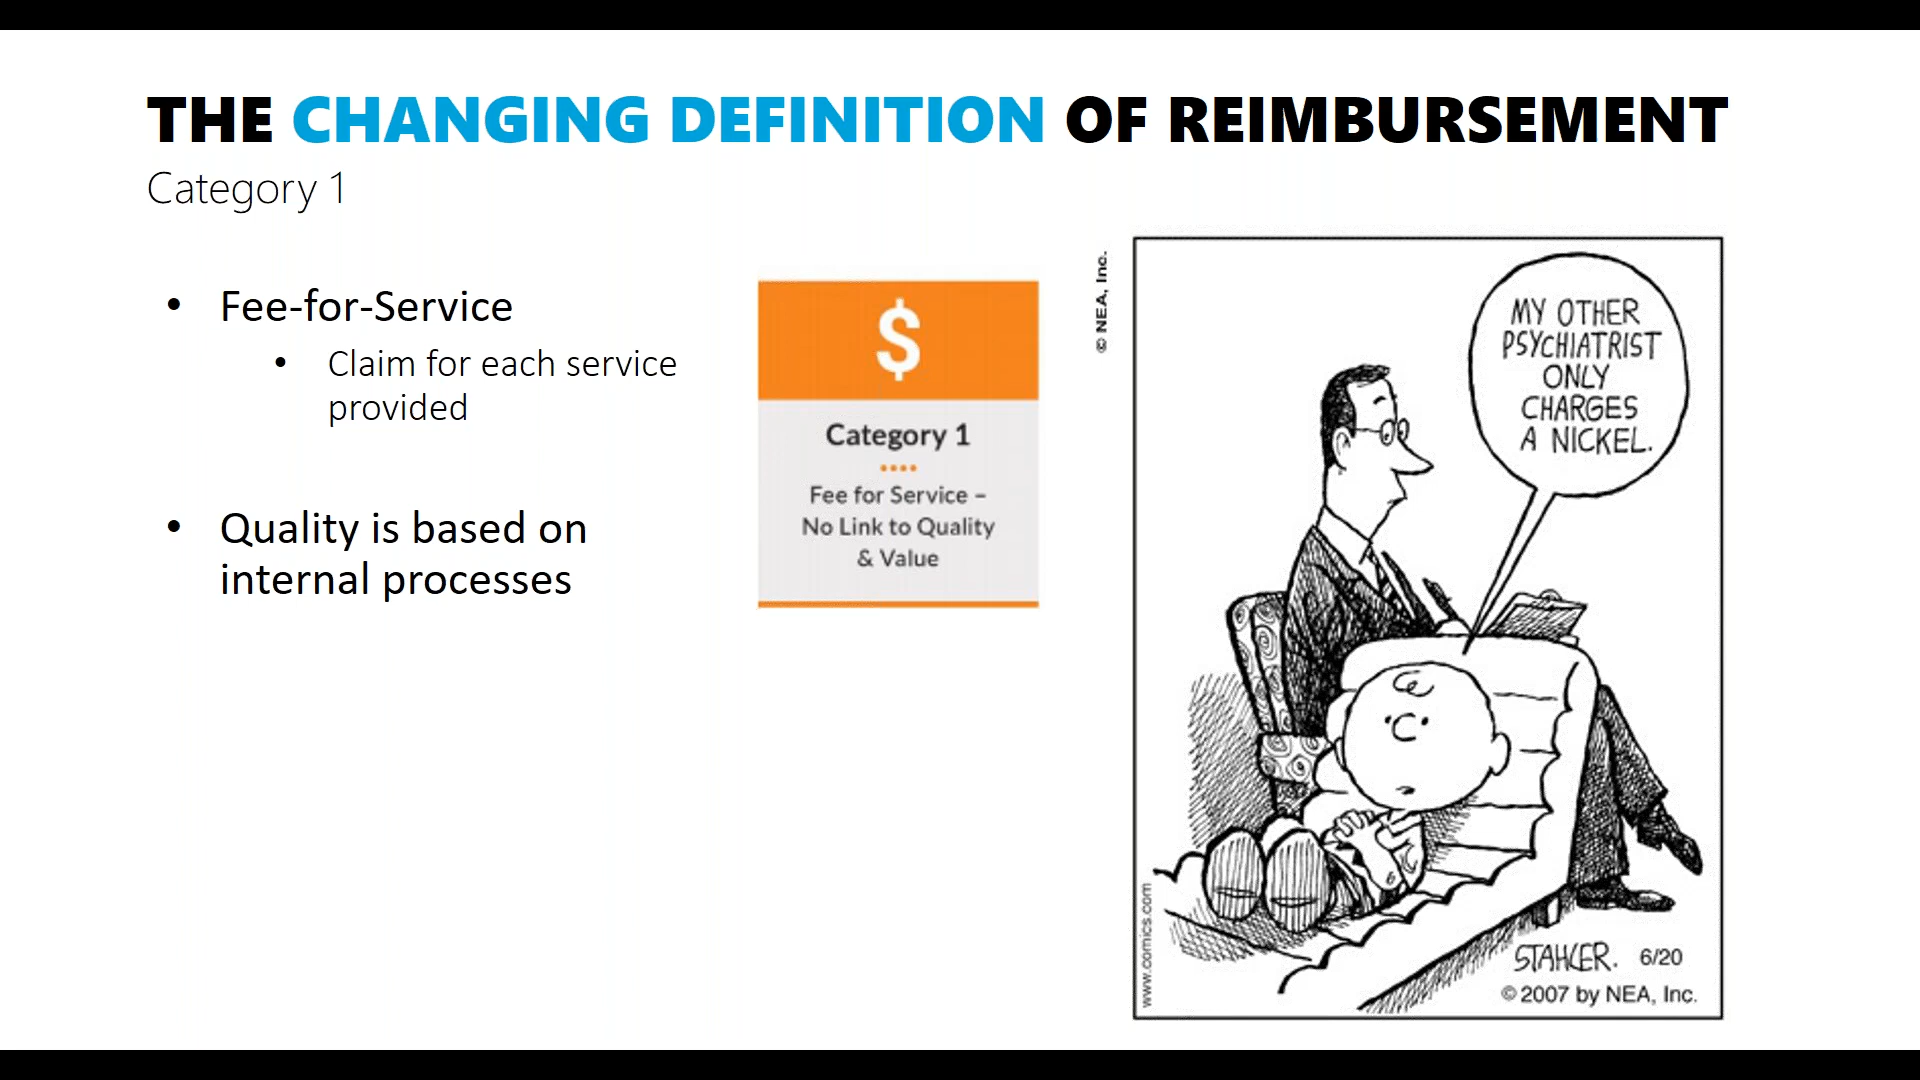 THE CHANGING DEFINITION OF REIMBURSEMENT
Category 1
• Fee-for-Service
• Claim for each service
provided
• Quality is based on
internal processes
$
Category 1
Fee for Service –
No Link to Quality
& Value
© NEA, Inc.
MY OTHER
PSYCHIATRIST
ONLY
CHARGES
A NICKEL.
www.comics.com
STAHLER. 6/20
© 2007 by NEA, Inc.